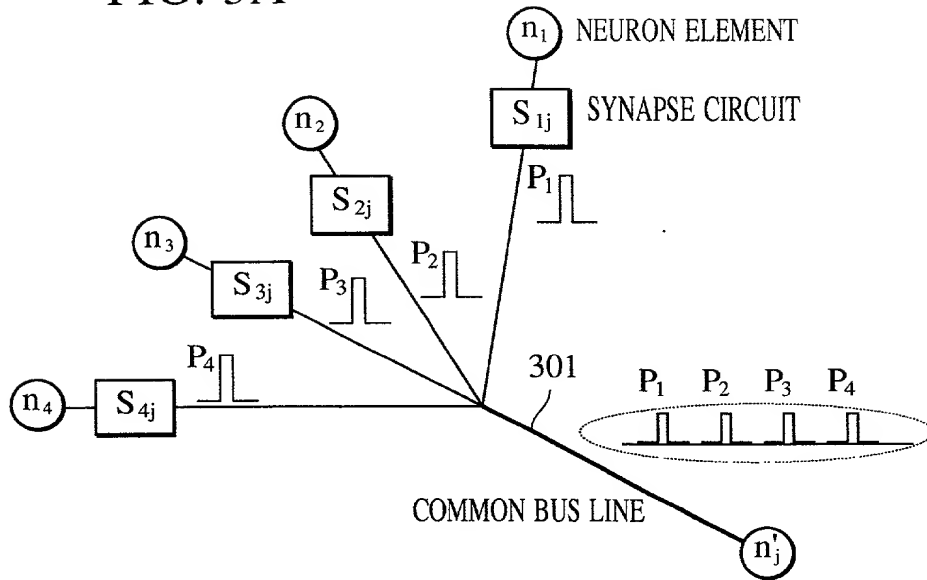 n1 NEURON ELEMENT
S1j SYNAPSE CIRCUIT
n2
S2j
P1
n3
S3j
P3
P2
P4
n4
S4j
301
P1 P2 P3 P4
COMMON BUS LINE
n'j